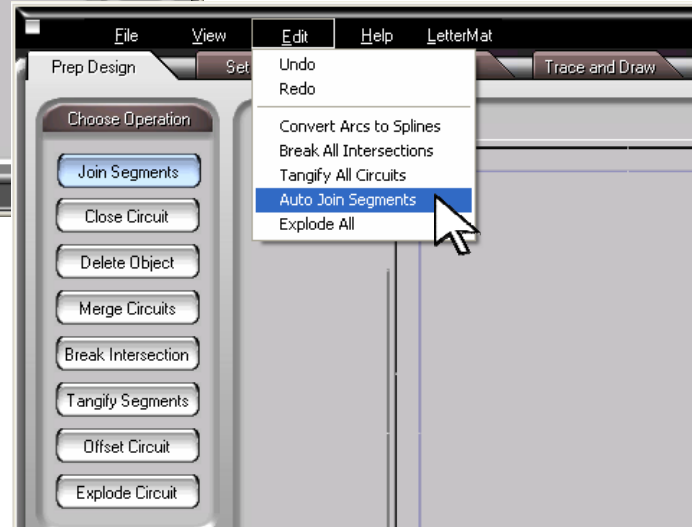 File View Edit Help LetterMat
Prep Design Set Trace and Draw
Undo
Redo
Convert Arcs to Splines
Break All Intersections
Tangify All Circuits
Auto Join Segments
Explode All
Choose Operation
Join Segments
Close Circuit
Delete Object
Merge Circuits
Break Intersection
Tangify Segments
Offset Circuit
Explode Circuit